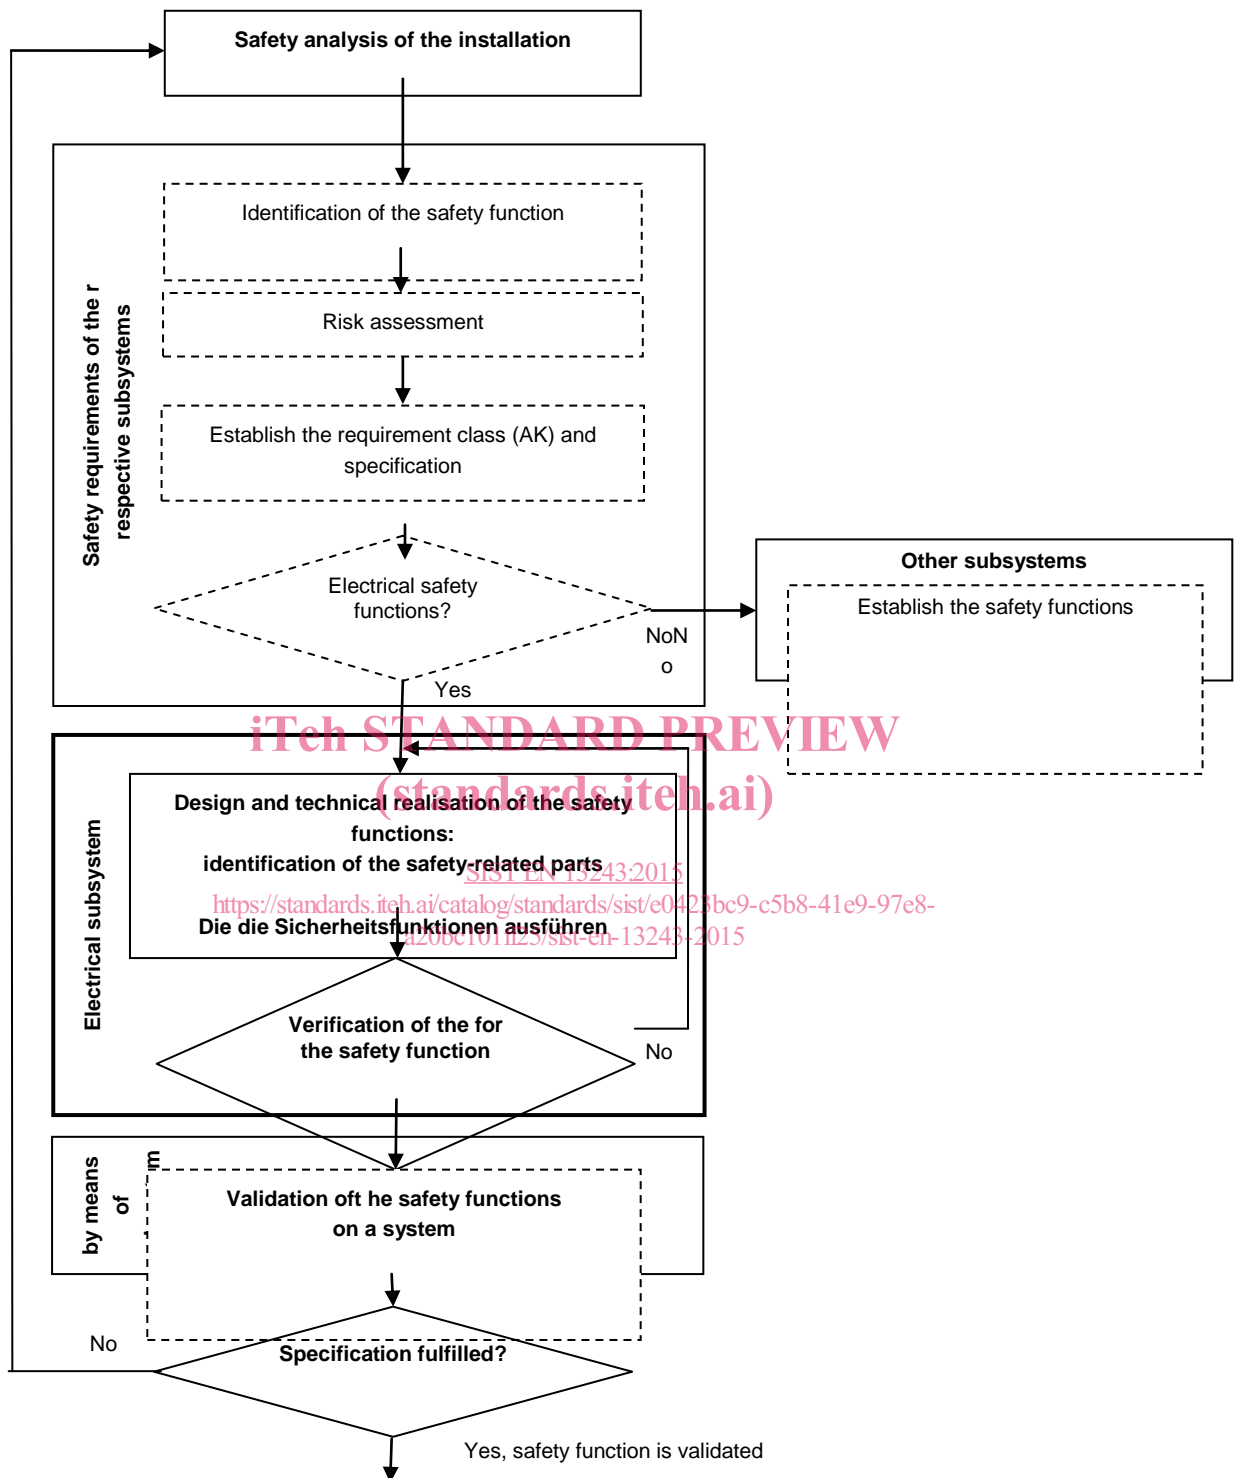 Safety analysis of the installation
Identification of the safety function
Risk assessment
Establish the requirement class (AK) and
specification
Safety requirements of the r
respective subsystems
Electrical safety
functions?
NoN
o
Yes
Other subsystems
Establish the safety functions
iTeh STANDARD PREVIEW
(standards.iteh.ai)
Electrical subsystem
Design and technical realisation of the safety
functions:
identification of the safety-related parts
SIST EN 13243:2015
https://standards.iteh.ai/catalog/standards/sist/e0423bc9-c5b8-41e9-97e8-
Die die Sicherheitsfunktionen ausführen
/sist-en-13243-2015
Verification of the for
the safety function
No
by means
of
Validation oft he safety functions
on a system
No
Specification fulfilled?
Yes, safety function is validated